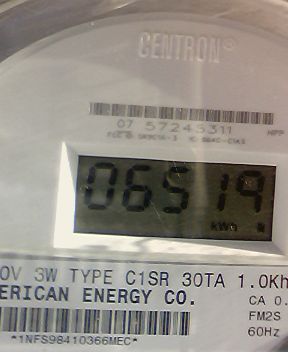 CENTRON®
07 57245311
06519
kWh
0V 3W TYPE C1SR 30TA 1.0Kh
ERICAN ENERGY CO.
CA 0.
FM2S
60Hz
*1NFS98410366MEC*